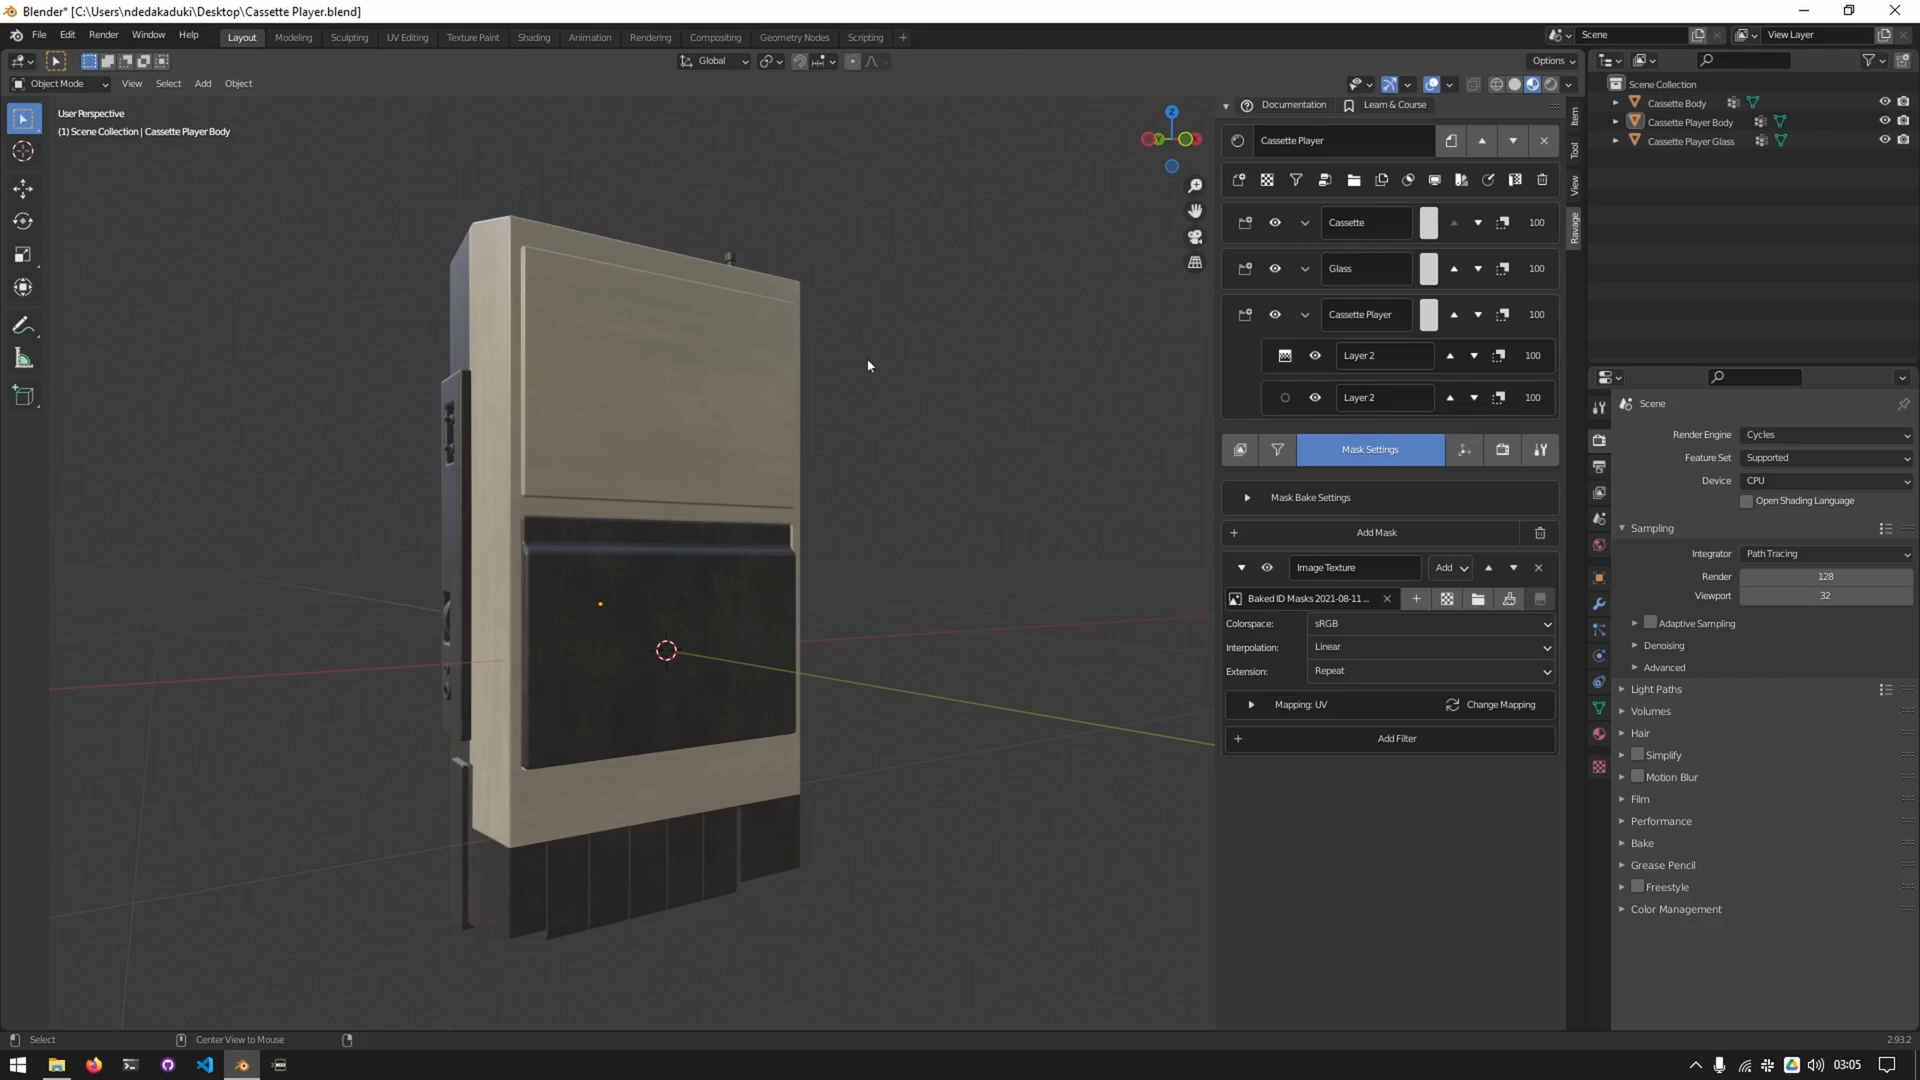 Blender* [C:\Users\ndedakaduki\Desktop\Cassette Player.blend]
File Edit Render Window Help Layout Modeling Sculpting UV Editing Texture Paint Shading Animation Rendering Compositing Geometry Nodes Scripting + Scene View Layer
Global Options
Object Mode View Select Add Object
User Perspective
(1) Scene Collection | Cassette Player Body
Z
Y
X
Documentation Learn & Course
Cassette Player
Cassette 100
Glass 100
Cassette Player 100
Layer 2 100
Layer 2 100
Mask Settings
Mask Bake Settings
+ Add Mask
Image Texture Add
Baked ID Masks 2021-08-11 ...
Colorspace: sRGB
Interpolation: Linear
Extension: Repeat
Mapping: UV Change Mapping
+ Add Filter
Item
Tool
View
Ravage
Scene Collection
Cassette Body
Cassette Player Body
Cassette Player Glass
Scene
Render Engine Cycles
Feature Set Supported
Device CPU
Open Shading Language
Sampling
Integrator Path Tracing
Render 128
Viewport 32
Adaptive Sampling
Denoising
Advanced
Light Paths
Volumes
Hair
Simplify
Motion Blur
Film
Performance
Bake
Grease Pencil
Freestyle
Color Management
Select Center View to Mouse 2.93.2
03:05